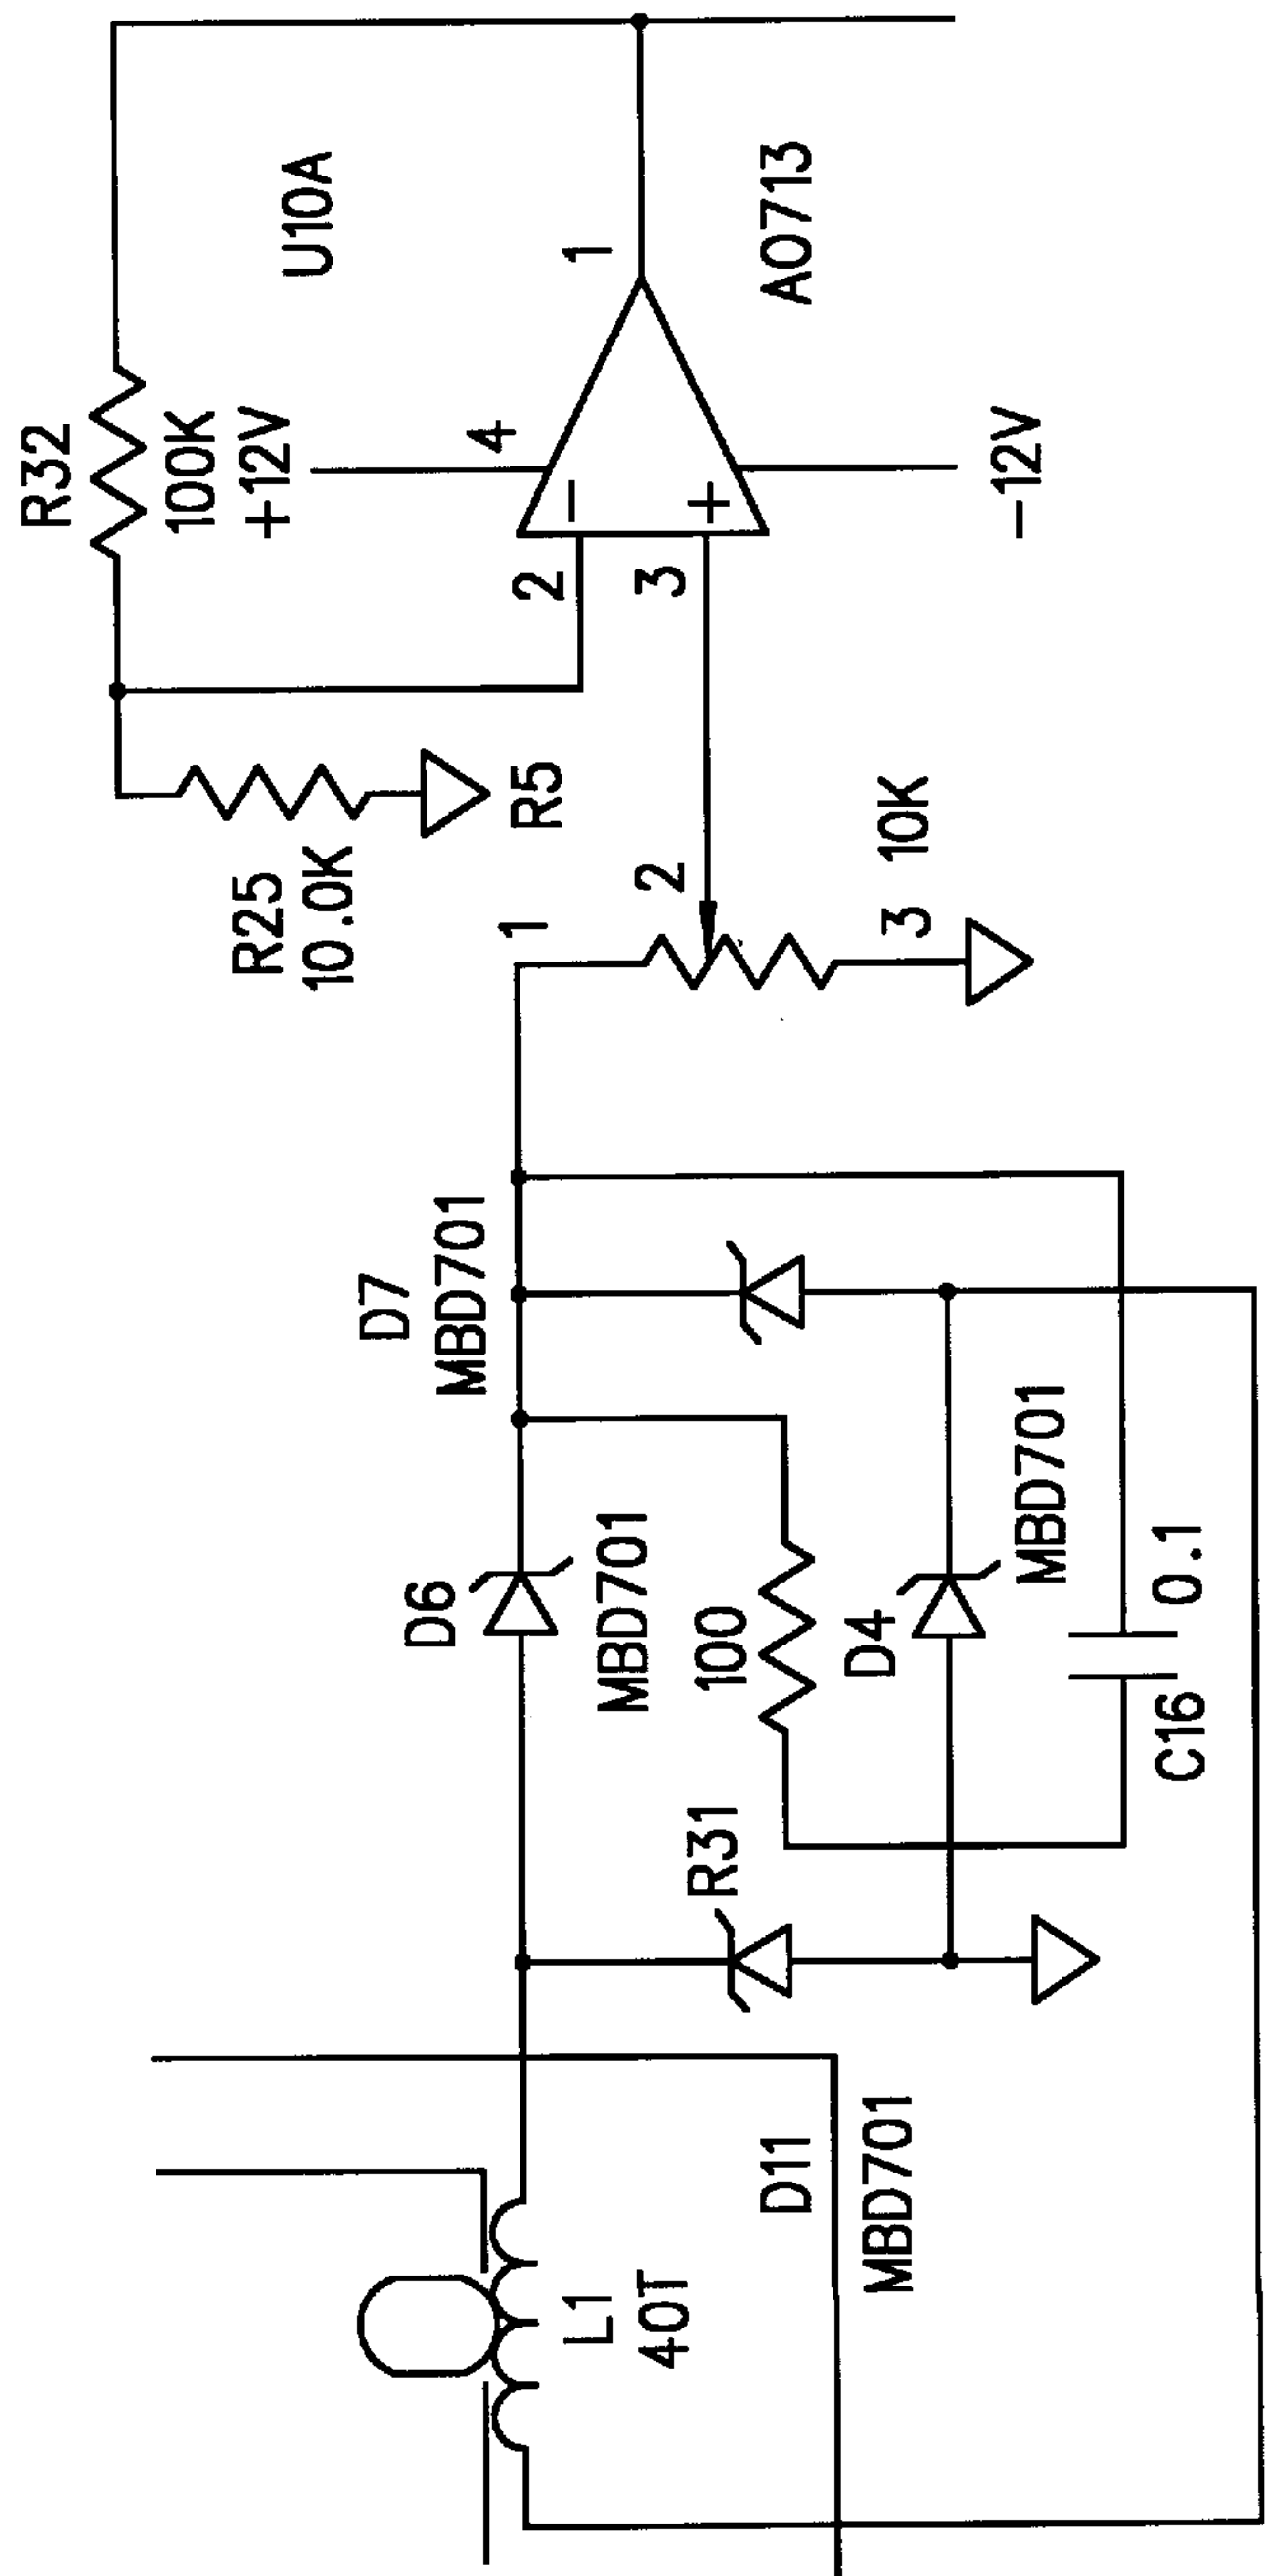 R32
100K
+12V
U10A
4
1
2
3
A0713
-12V
R25
10.0K
R5
1
2
3
10K
D7
MBD701
D6
MBD701
100
R31
D4
MBD701
C16
0.1
L1
40T
D11
MBD701